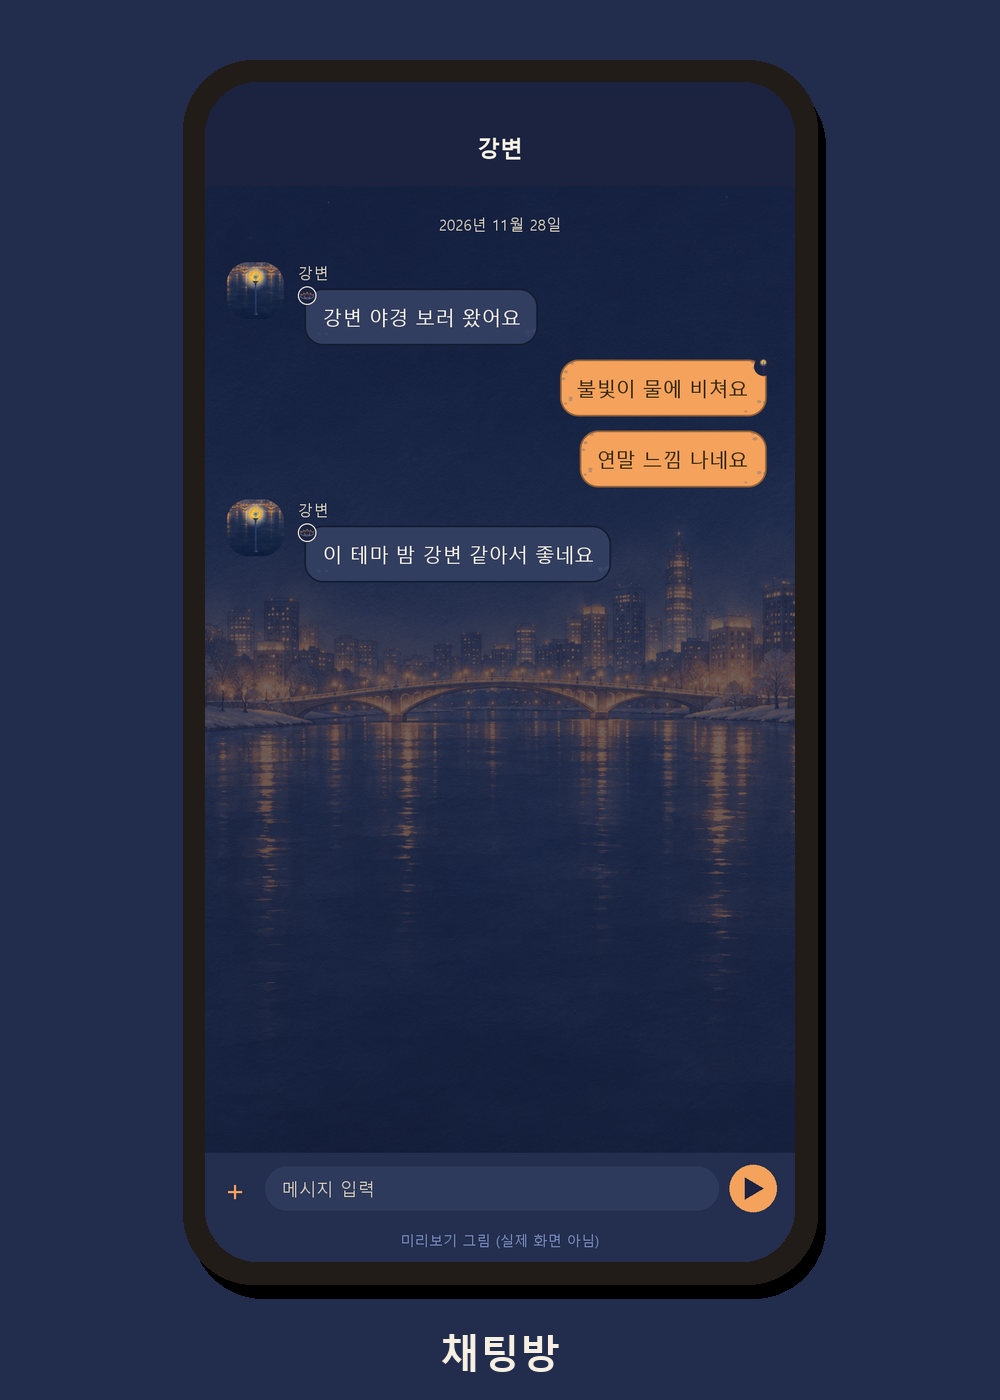 강변
2026년 11월 28일
강변
강변 야경 보러 왔어요
불빛이 물에 비쳐요
연말 느낌 나네요
강변
이 테마 밤 강변 같아서 좋네요
+
메시지 입력
미리보기 그림 (실제 화면 아님)
채팅방